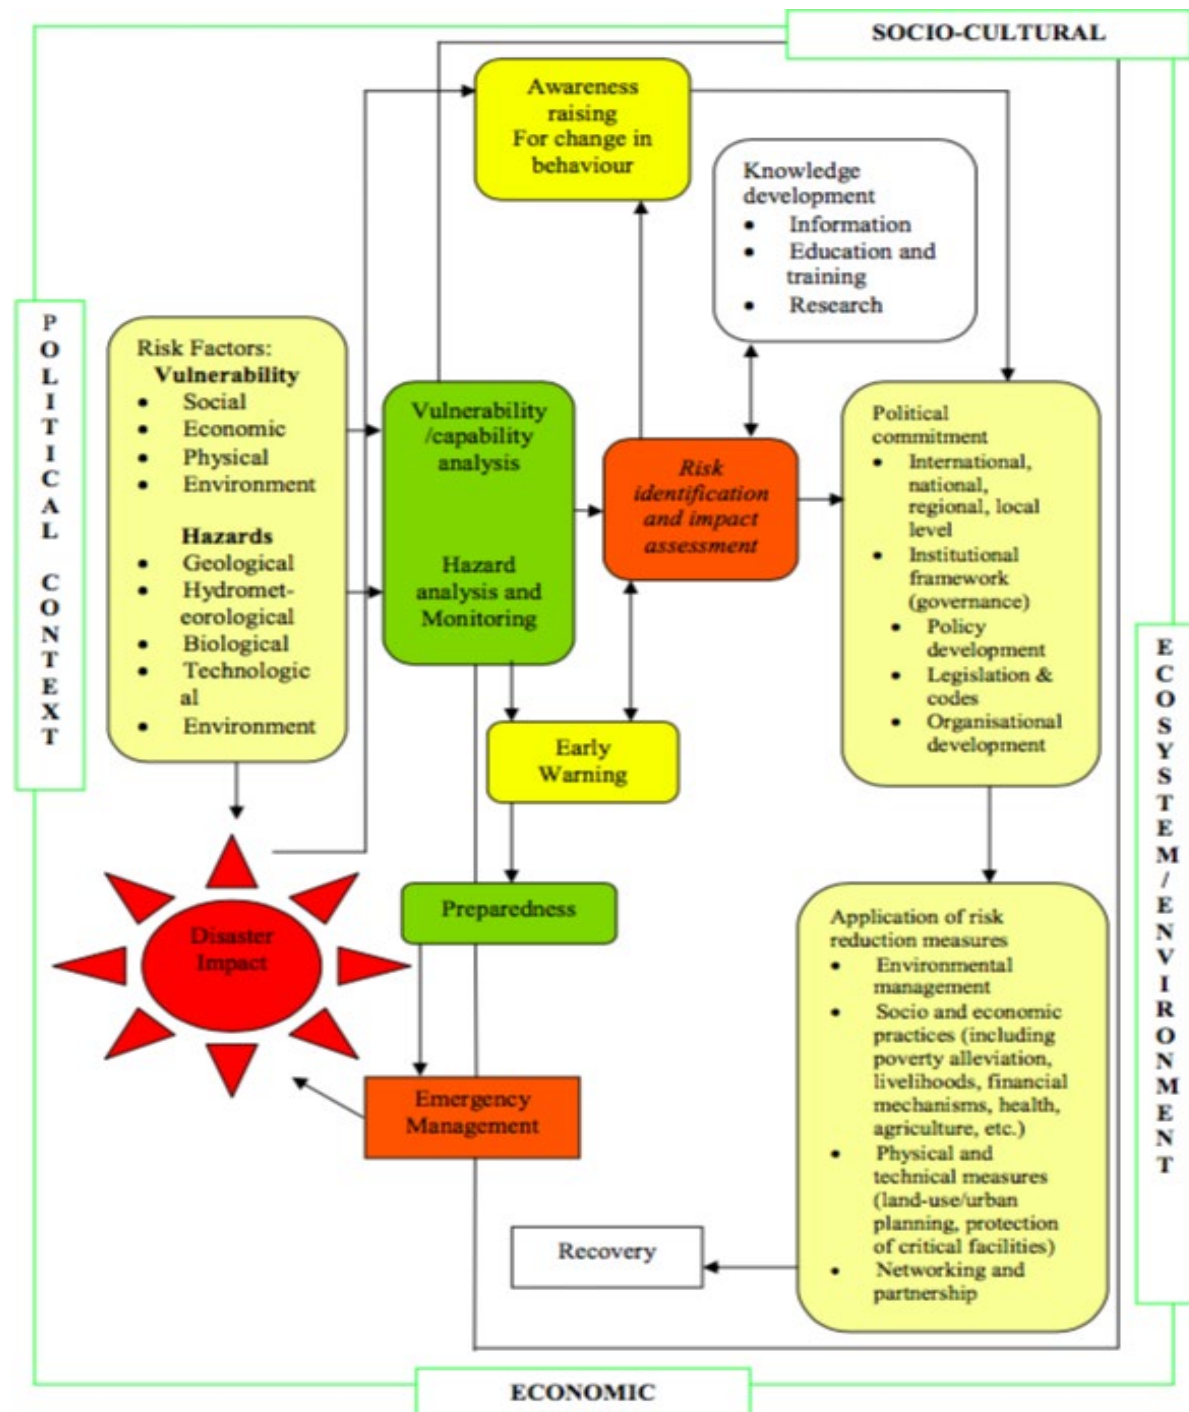 SOCIO-CULTURAL
Awareness
raising
For change in
behaviour
Knowledge
development
• Information
• Education and
training
• Research
POLITICAL CONTEXT
Risk Factors:
Vulnerability
• Social
• Economic
• Physical
• Environment
Hazards
• Geological
• Hydromet-
eorological
• Biological
• Technologic
al
• Environment
Vulnerability
/capability
analysis
Hazard
analysis and
Monitoring
Risk
identification
and impact
assessment
Political
commitment
• International,
national,
regional, local
level
• Institutional
framework
(governance)
• Policy
development
• Legislation &
codes
• Organisational
development
ECOSYSTEM/ENVIRONMENT
Early
Warning
Preparedness
Disaster
Impact
Emergency
Management
Application of risk
reduction measures
• Environmental
management
• Socio and economic
practices (including
poverty alleviation,
livelihoods, financial
mechanisms, health,
agriculture, etc.)
• Physical and
technical measures
(land-use/urban
planning, protection
of critical facilities)
• Networking and
partnership
Recovery
ECONOMIC